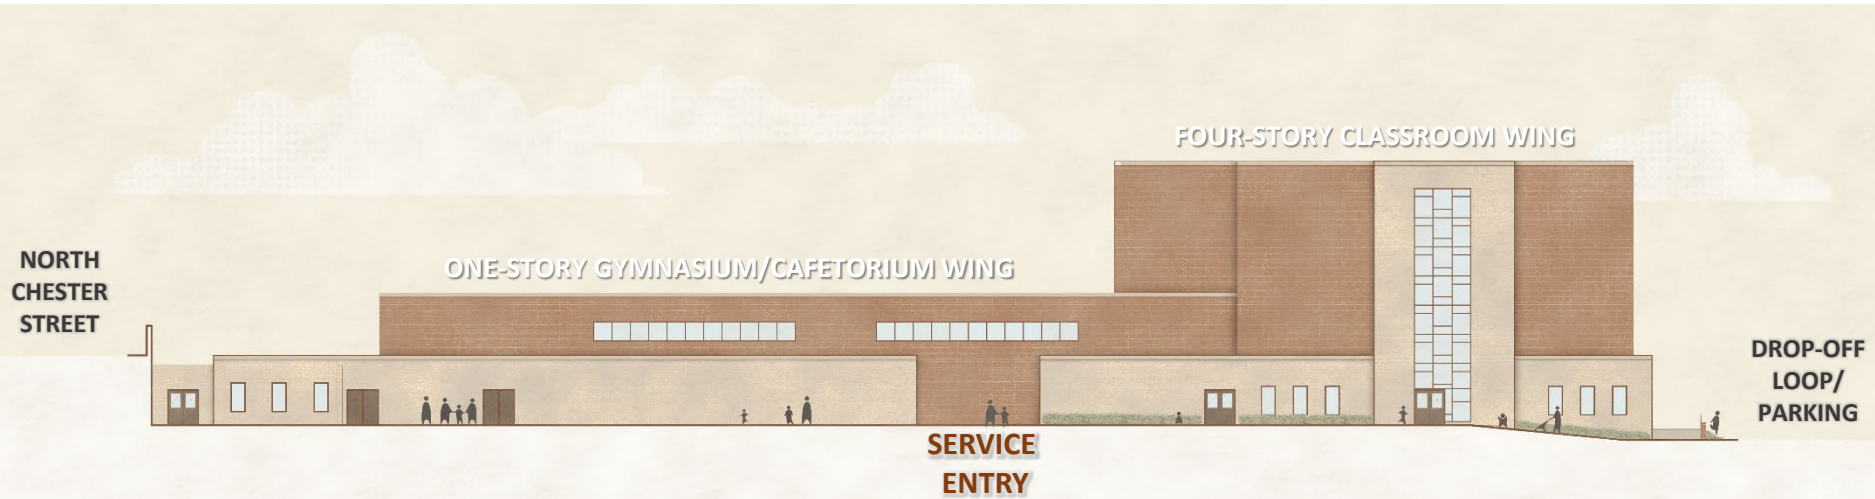 FOUR-STORY CLASSROOM WING
ONE-STORY GYMNASIUM/CAFETORIUM WING
NORTH
CHESTER
STREET
DROP-OFF
LOOP/
PARKING
SERVICE
ENTRY